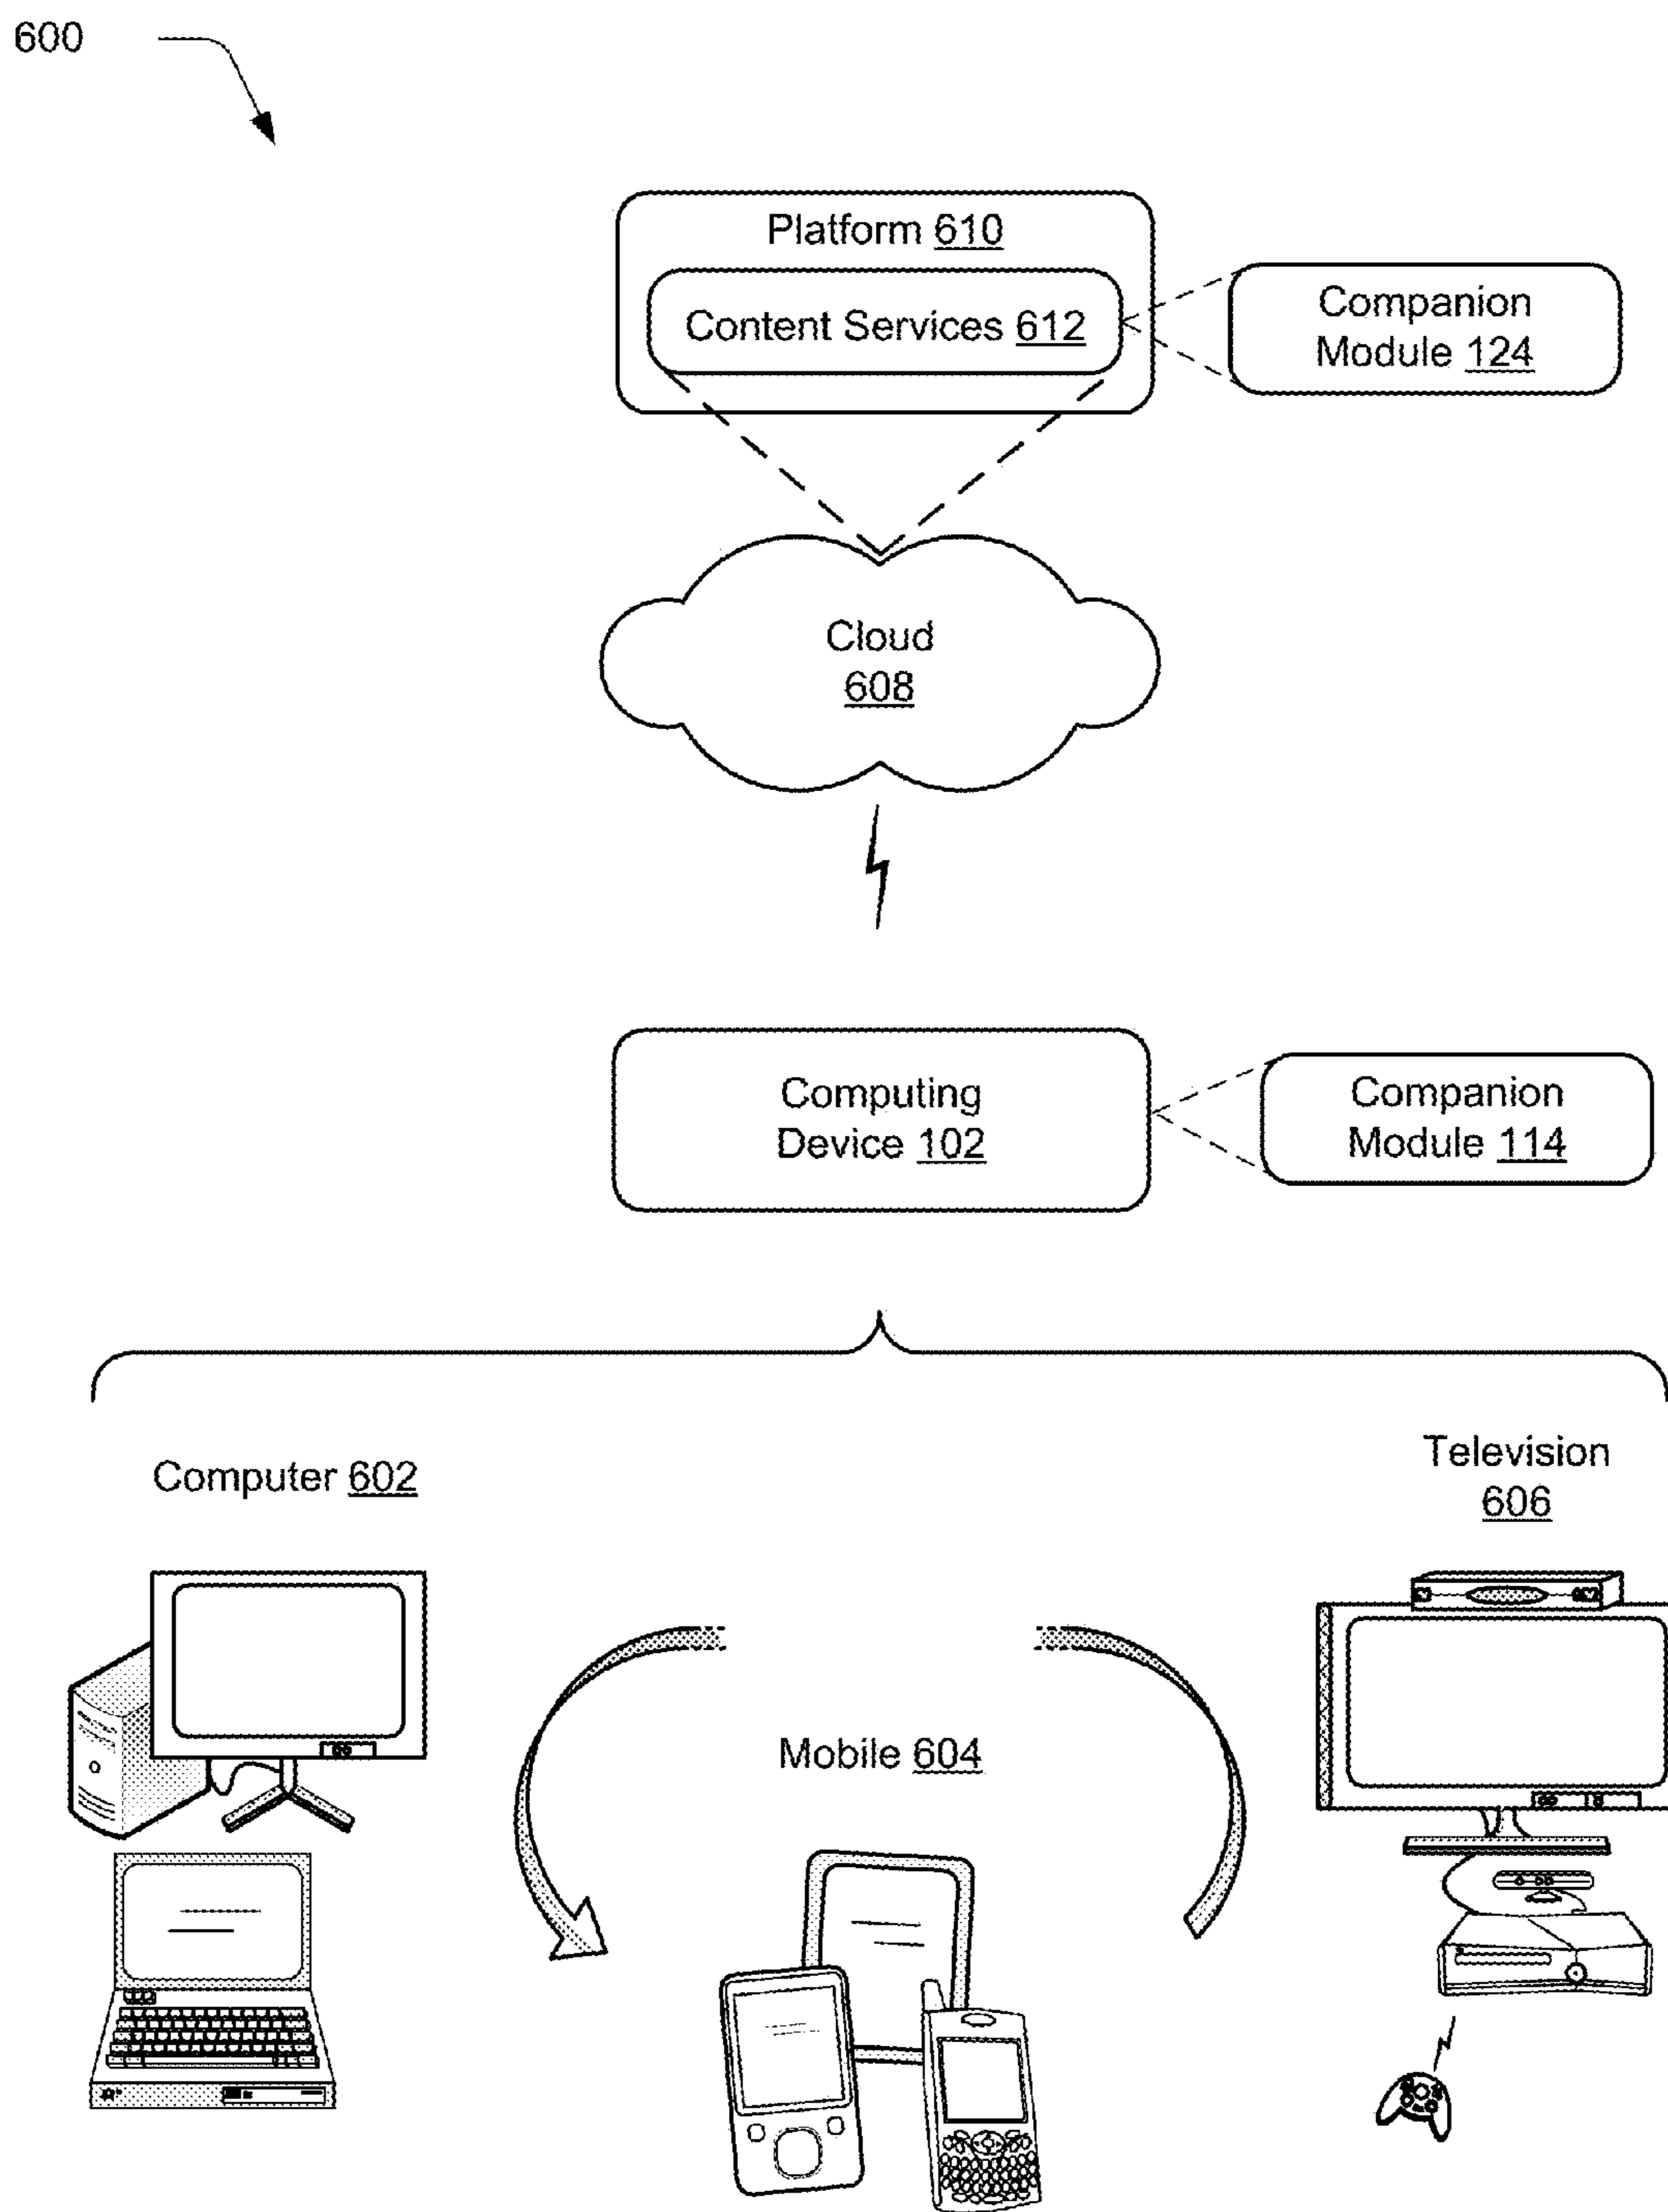 600
Platform 610
Content Services 612
Companion
Module 124
Cloud
608
Computing
Device 102
Companion
Module 114
Computer 602
Television
606
Mobile 604